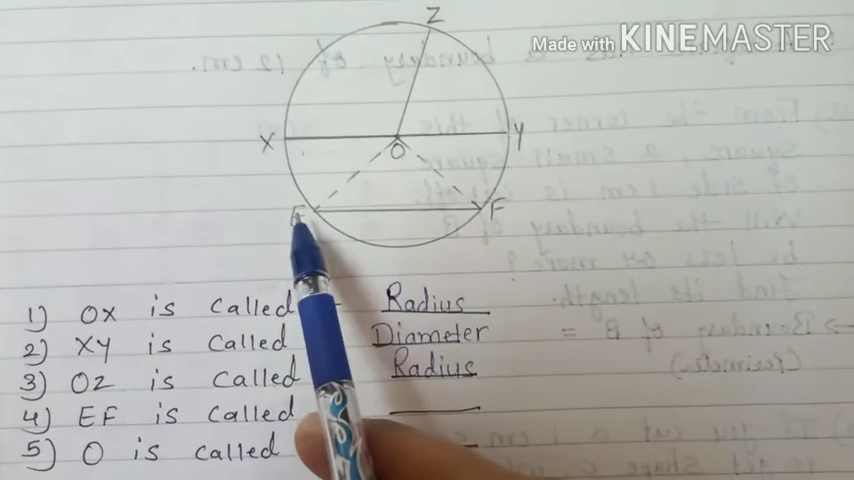 Z
Made with KINEMASTER
X
Y
O
E
F
1) OX is called Radius
2) XY is called Diameter
3) OZ is called Radius
4) EF is called
5) O is called